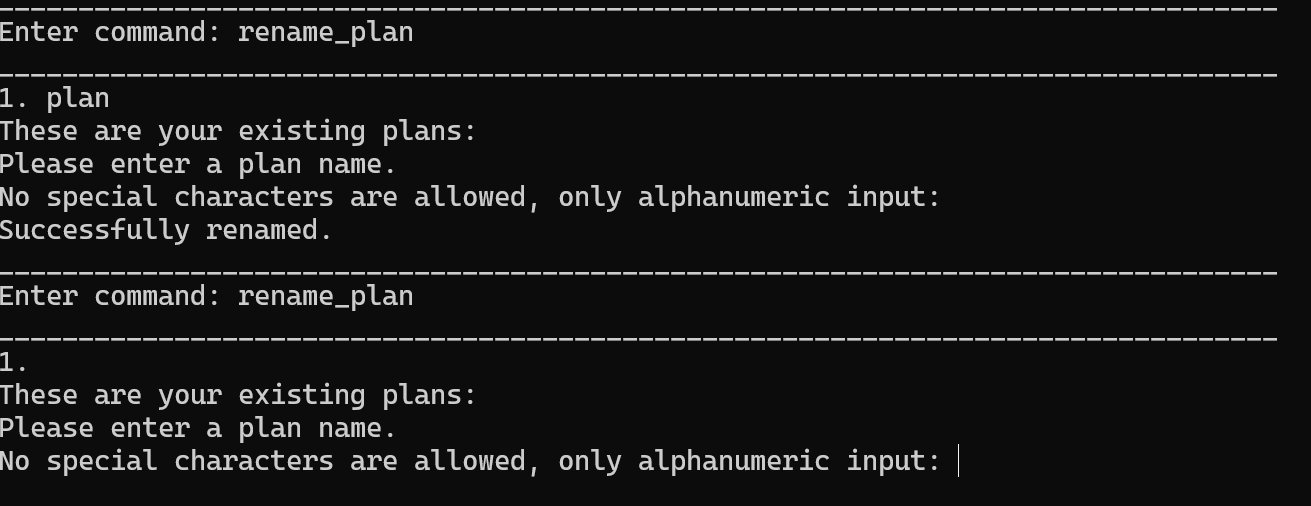 Enter command: rename_plan
1. plan
These are your existing plans:
Please enter a plan name.
No special characters are allowed, only alphanumeric input:
Successfully renamed.
Enter command: rename_plan
1.
These are your existing plans:
Please enter a plan name.
No special characters are allowed, only alphanumeric input: